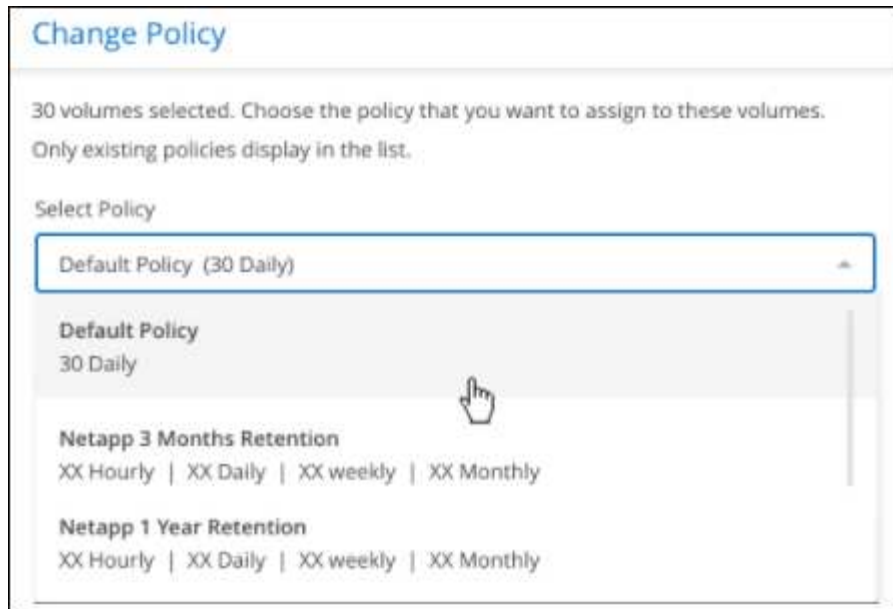 Change Policy
30 volumes selected. Choose the policy that you want to assign to these volumes.
Only existing policies display in the list.
Select Policy
Default Policy (30 Daily)
Default Policy
30 Daily
Netapp 3 Months Retention
XX Hourly | XX Daily | XX weekly | XX Monthly
Netapp 1 Year Retention
XX Hourly | XX Daily | XX weekly | XX Monthly